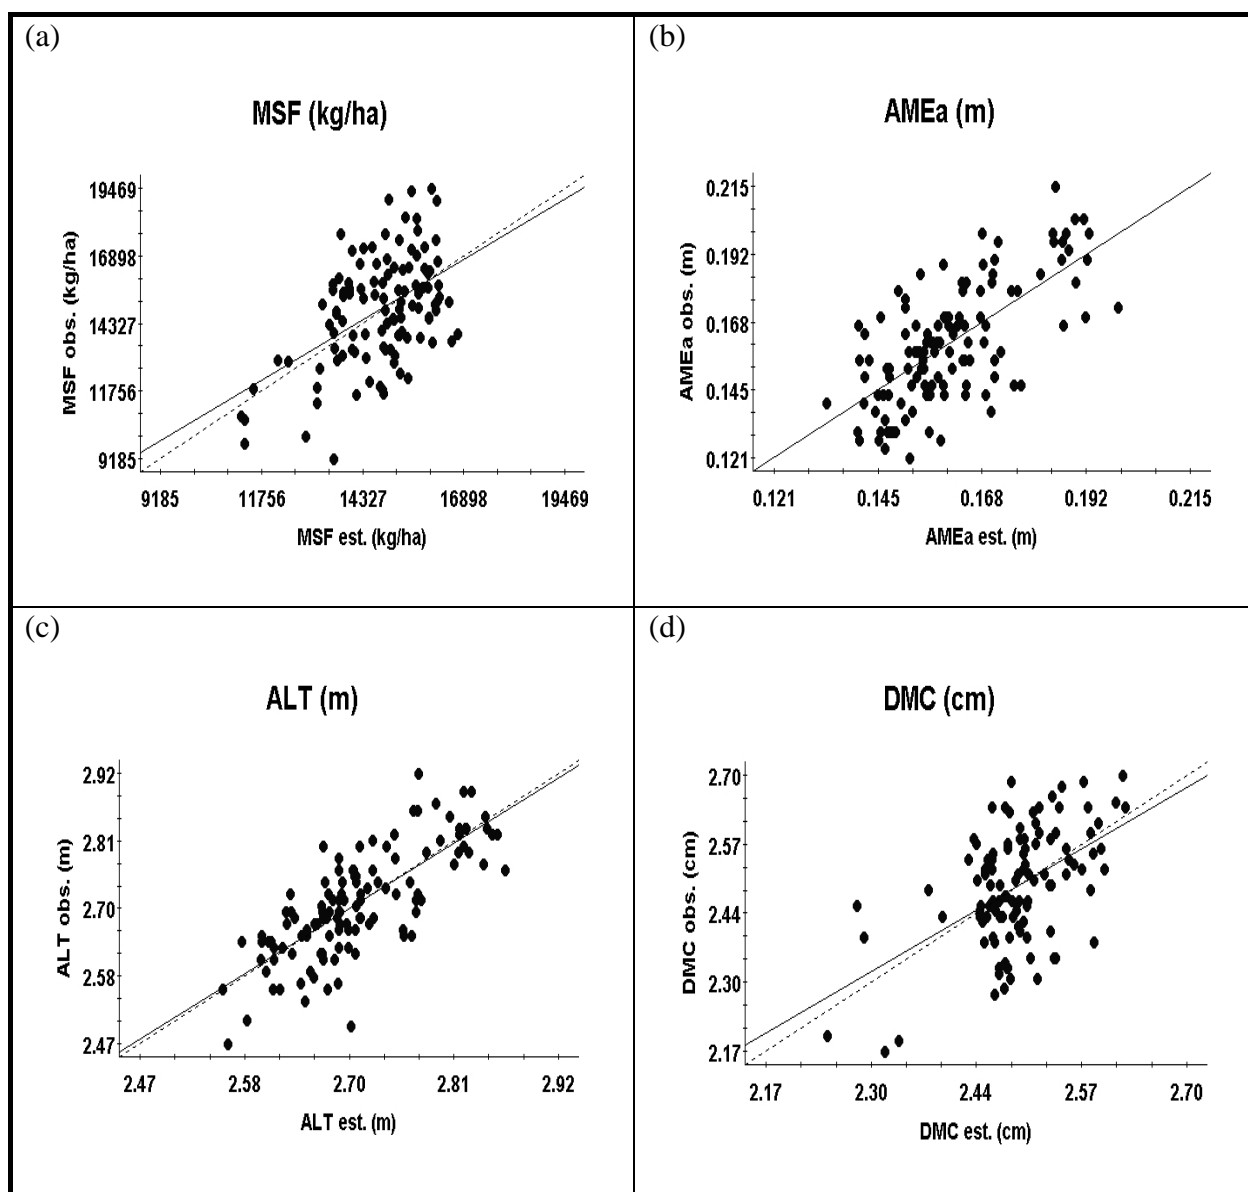 (a)
MSF (kg/ha)
MSF obs. (kg/ha)
19469
16898
14327
11756
9185
9185 11756 14327 16898 19469
MSF est. (kg/ha)
(b)
AMEa (m)
AMEa obs. (m)
0.215
0.192
0.168
0.145
0.121
0.121 0.145 0.168 0.192 0.215
AMEa est. (m)
(c)
ALT (m)
ALT obs. (m)
2.92
2.81
2.70
2.58
2.47
2.47 2.58 2.70 2.81 2.92
ALT est. (m)
(d)
DMC (cm)
DMC obs. (cm)
2.70
2.57
2.44
2.30
2.17
2.17 2.30 2.44 2.57 2.70
DMC est. (cm)